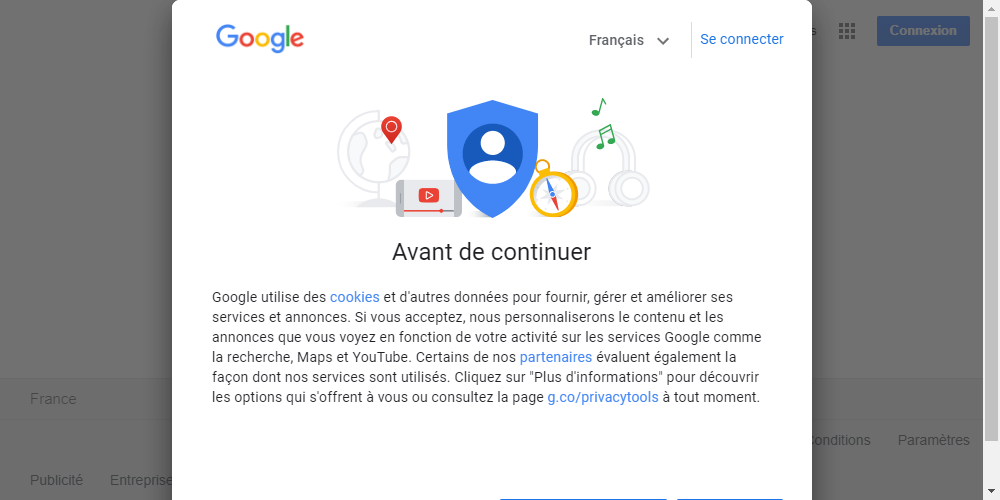 Google
Français
Se connecter
Connexion
Avant de continuer
Google utilise des cookies et d'autres données pour fournir, gérer et améliorer ses
services et annonces. Si vous acceptez, nous personnaliserons le contenu et les
annonces que vous voyez en fonction de votre activité sur les services Google comme
la recherche, Maps et YouTube. Certains de nos partenaires évaluent également la
façon dont nos services sont utilisés. Cliquez sur "Plus d'informations" pour découvrir
les options qui s'offrent à vous ou consultez la page g.co/privacytools à tout moment.
France
Conditions Paramètres
Publicité Entreprise